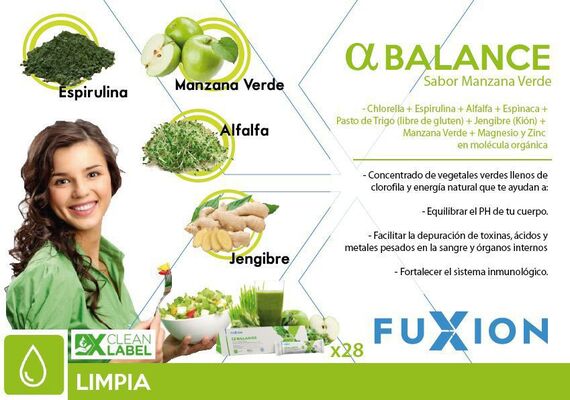 α BALANCE
Sabor Manzana Verde
Espirulina
Manzana Verde
Alfalfa
Jengibre
- Chlorella + Espirulina + Alfalfa + Espinaca +
Pasto de Trigo (libre de gluten) + Jengibre (Kión) +
Manzana Verde + Magnesio y Zinc
en molécula orgánica
- Concentrado de vegetales verdes llenos de
clorofila y energía natural que te ayudan a:
- Equilibrar el PH de tu cuerpo.
- Facilitar la depuración de toxinas, ácidos y
metales pesados en la sangre y órganos internos
- Fortalecer el sistema inmunológico.
CLEAN
LABEL
FUXION
α BALANCE
x28
FUXION
LIMPIA